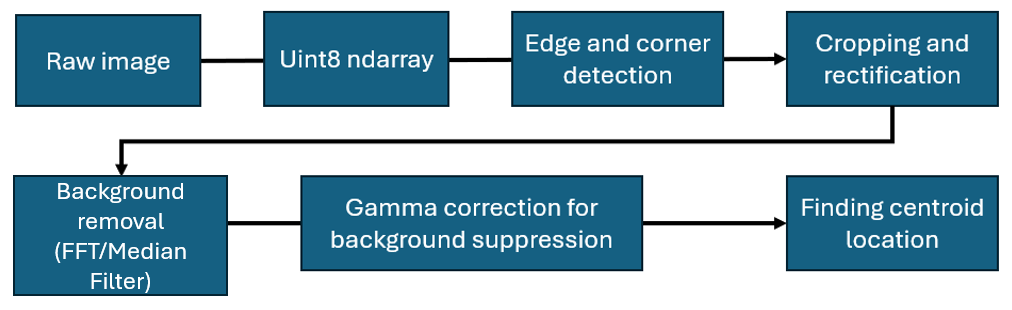 Raw image
Uint8 ndarray
Edge and corner
detection
Cropping and
rectification
Background
removal
(FFT/Median
Filter)
Gamma correction for
background suppression
Finding centroid
location